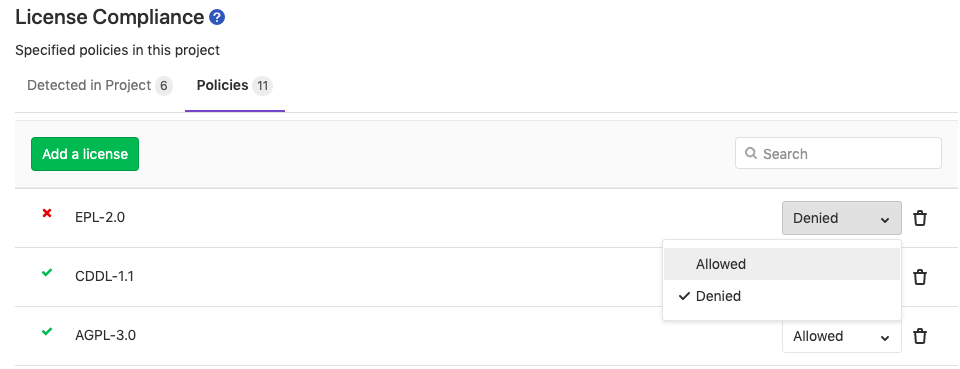 License Compliance ?
Specified policies in this project
Detected in Project 6 Policies 11
Add a license Search
EPL-2.0 Denied
Allowed
CDDL-1.1
Denied
AGPL-3.0 Allowed